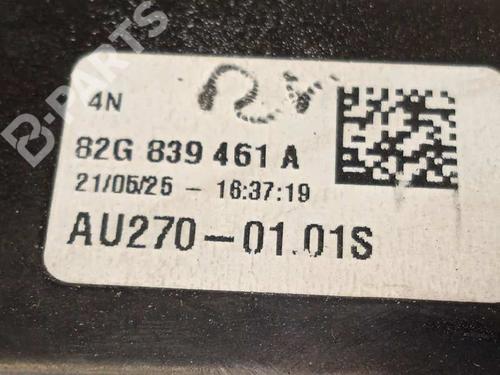 B-PARTS
4N
82G 839 461 A
21/05/25 - 16:37:19
AU270-01.01S